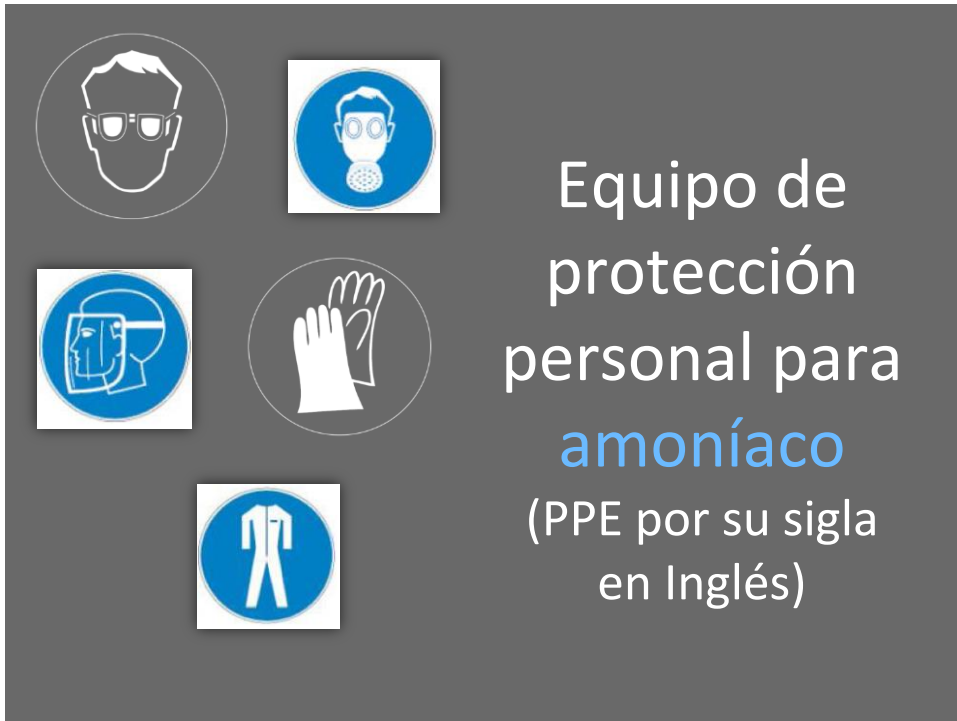 Equipo de
protección
personal para
amoníaco
(PPE por su sigla
en Inglés)